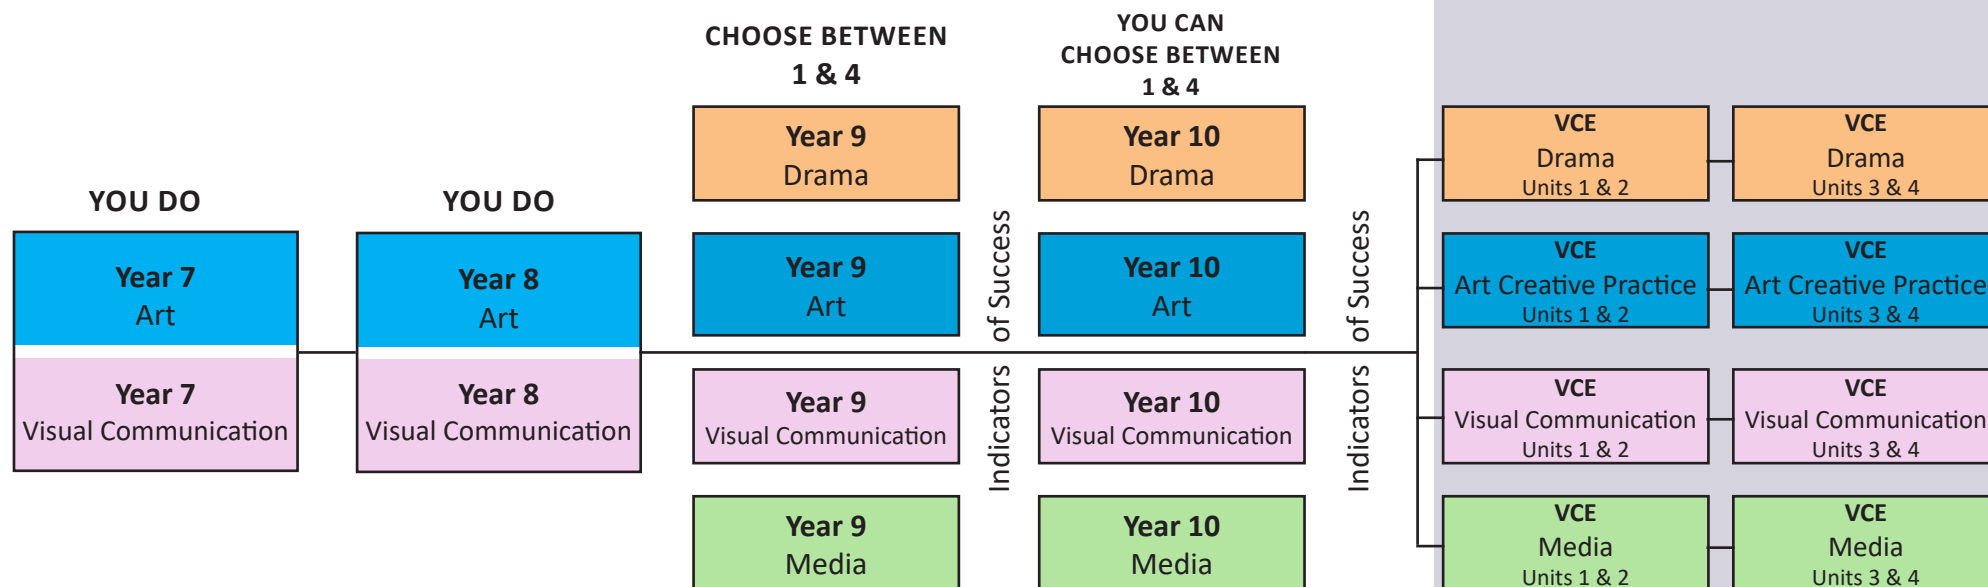 YOU DO
Year 7
Art
Year 7
Visual Communication
YOU DO
Year 8
Art
Year 8
Visual Communication
CHOOSE BETWEEN
1 & 4
Year 9
Drama
Year 9
Art
Year 9
Visual Communication
Year 9
Media
Indicators of Success
YOU CAN
CHOOSE BETWEEN
1 & 4
Year 10
Drama
Year 10
Art
Year 10
Visual Communication
Year 10
Media
Indicators of Success
VCE
Drama
Units 1 & 2
VCE
Drama
Units 3 & 4
VCE
Art Creative Practice
Units 1 & 2
VCE
Art Creative Practice
Units 3 & 4
VCE
Visual Communication
Units 1 & 2
VCE
Visual Communication
Units 3 & 4
VCE
Media
Units 1 & 2
VCE
Media
Units 3 & 4